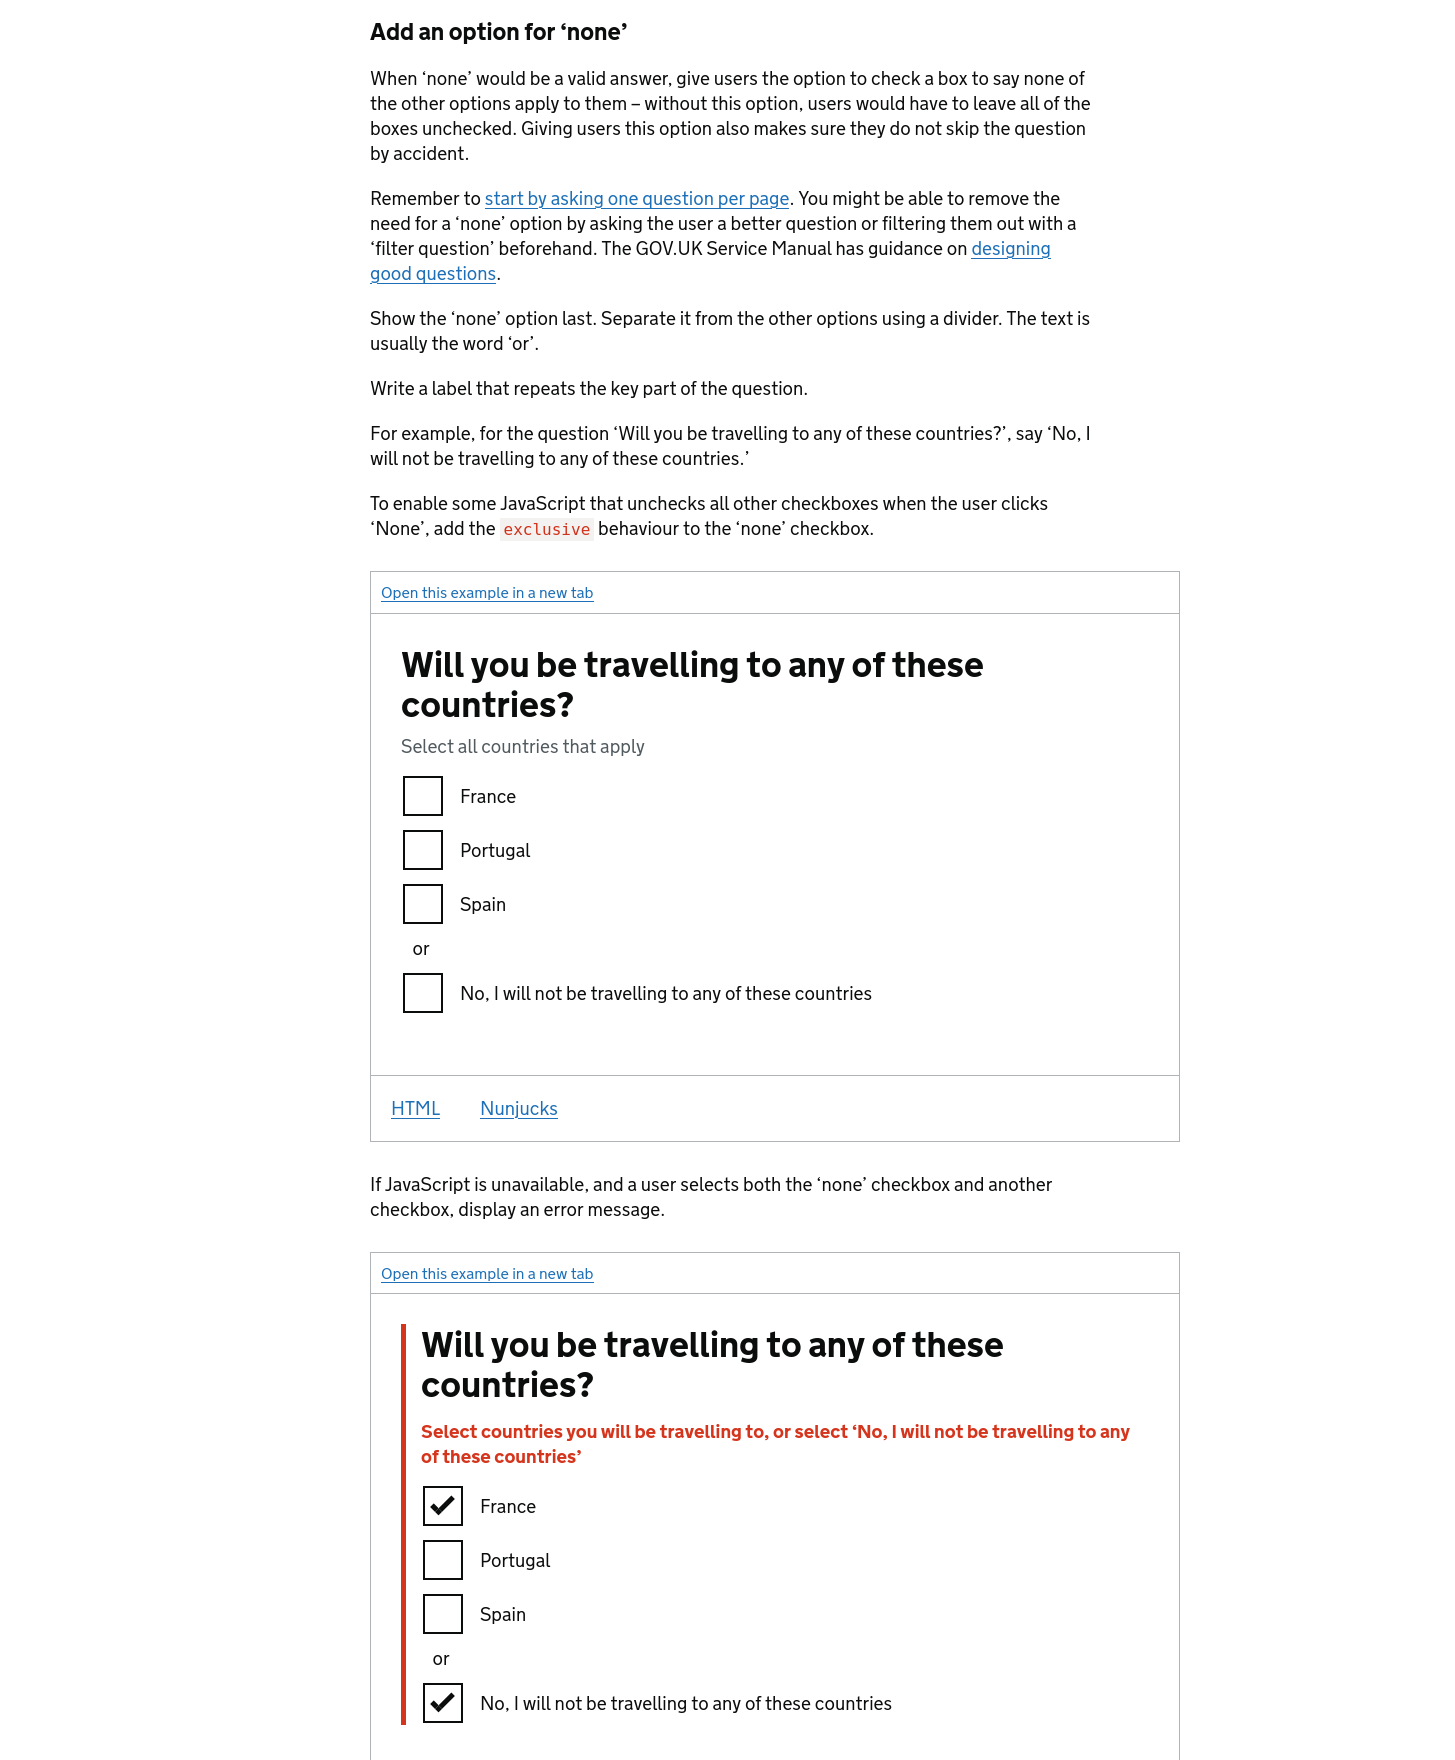 Add an option for ‘none’
When ‘none’ would be a valid answer, give users the option to check a box to say none of
the other options apply to them – without this option, users would have to leave all of the
boxes unchecked. Giving users this option also makes sure they do not skip the question
by accident.
Remember to start by asking one question per page. You might be able to remove the
need for a ‘none’ option by asking the user a better question or filtering them out with a
‘filter question’ beforehand. The GOV.UK Service Manual has guidance on designing
good questions.
Show the ‘none’ option last. Separate it from the other options using a divider. The text is
usually the word ‘or’.
Write a label that repeats the key part of the question.
For example, for the question ‘Will you be travelling to any of these countries?’, say ‘No, I
will not be travelling to any of these countries.’
To enable some JavaScript that unchecks all other checkboxes when the user clicks
‘None’, add the exclusive behaviour to the ‘none’ checkbox.
Open this example in a new tab
Will you be travelling to any of these
countries?
Select all countries that apply
France
Portugal
Spain
or
No, I will not be travelling to any of these countries
HTML Nunjucks
If JavaScript is unavailable, and a user selects both the ‘none’ checkbox and another
checkbox, display an error message.
Open this example in a new tab
Will you be travelling to any of these
countries?
Select countries you will be travelling to, or select ‘No, I will not be travelling to any
of these countries’
France
Portugal
Spain
or
No, I will not be travelling to any of these countries